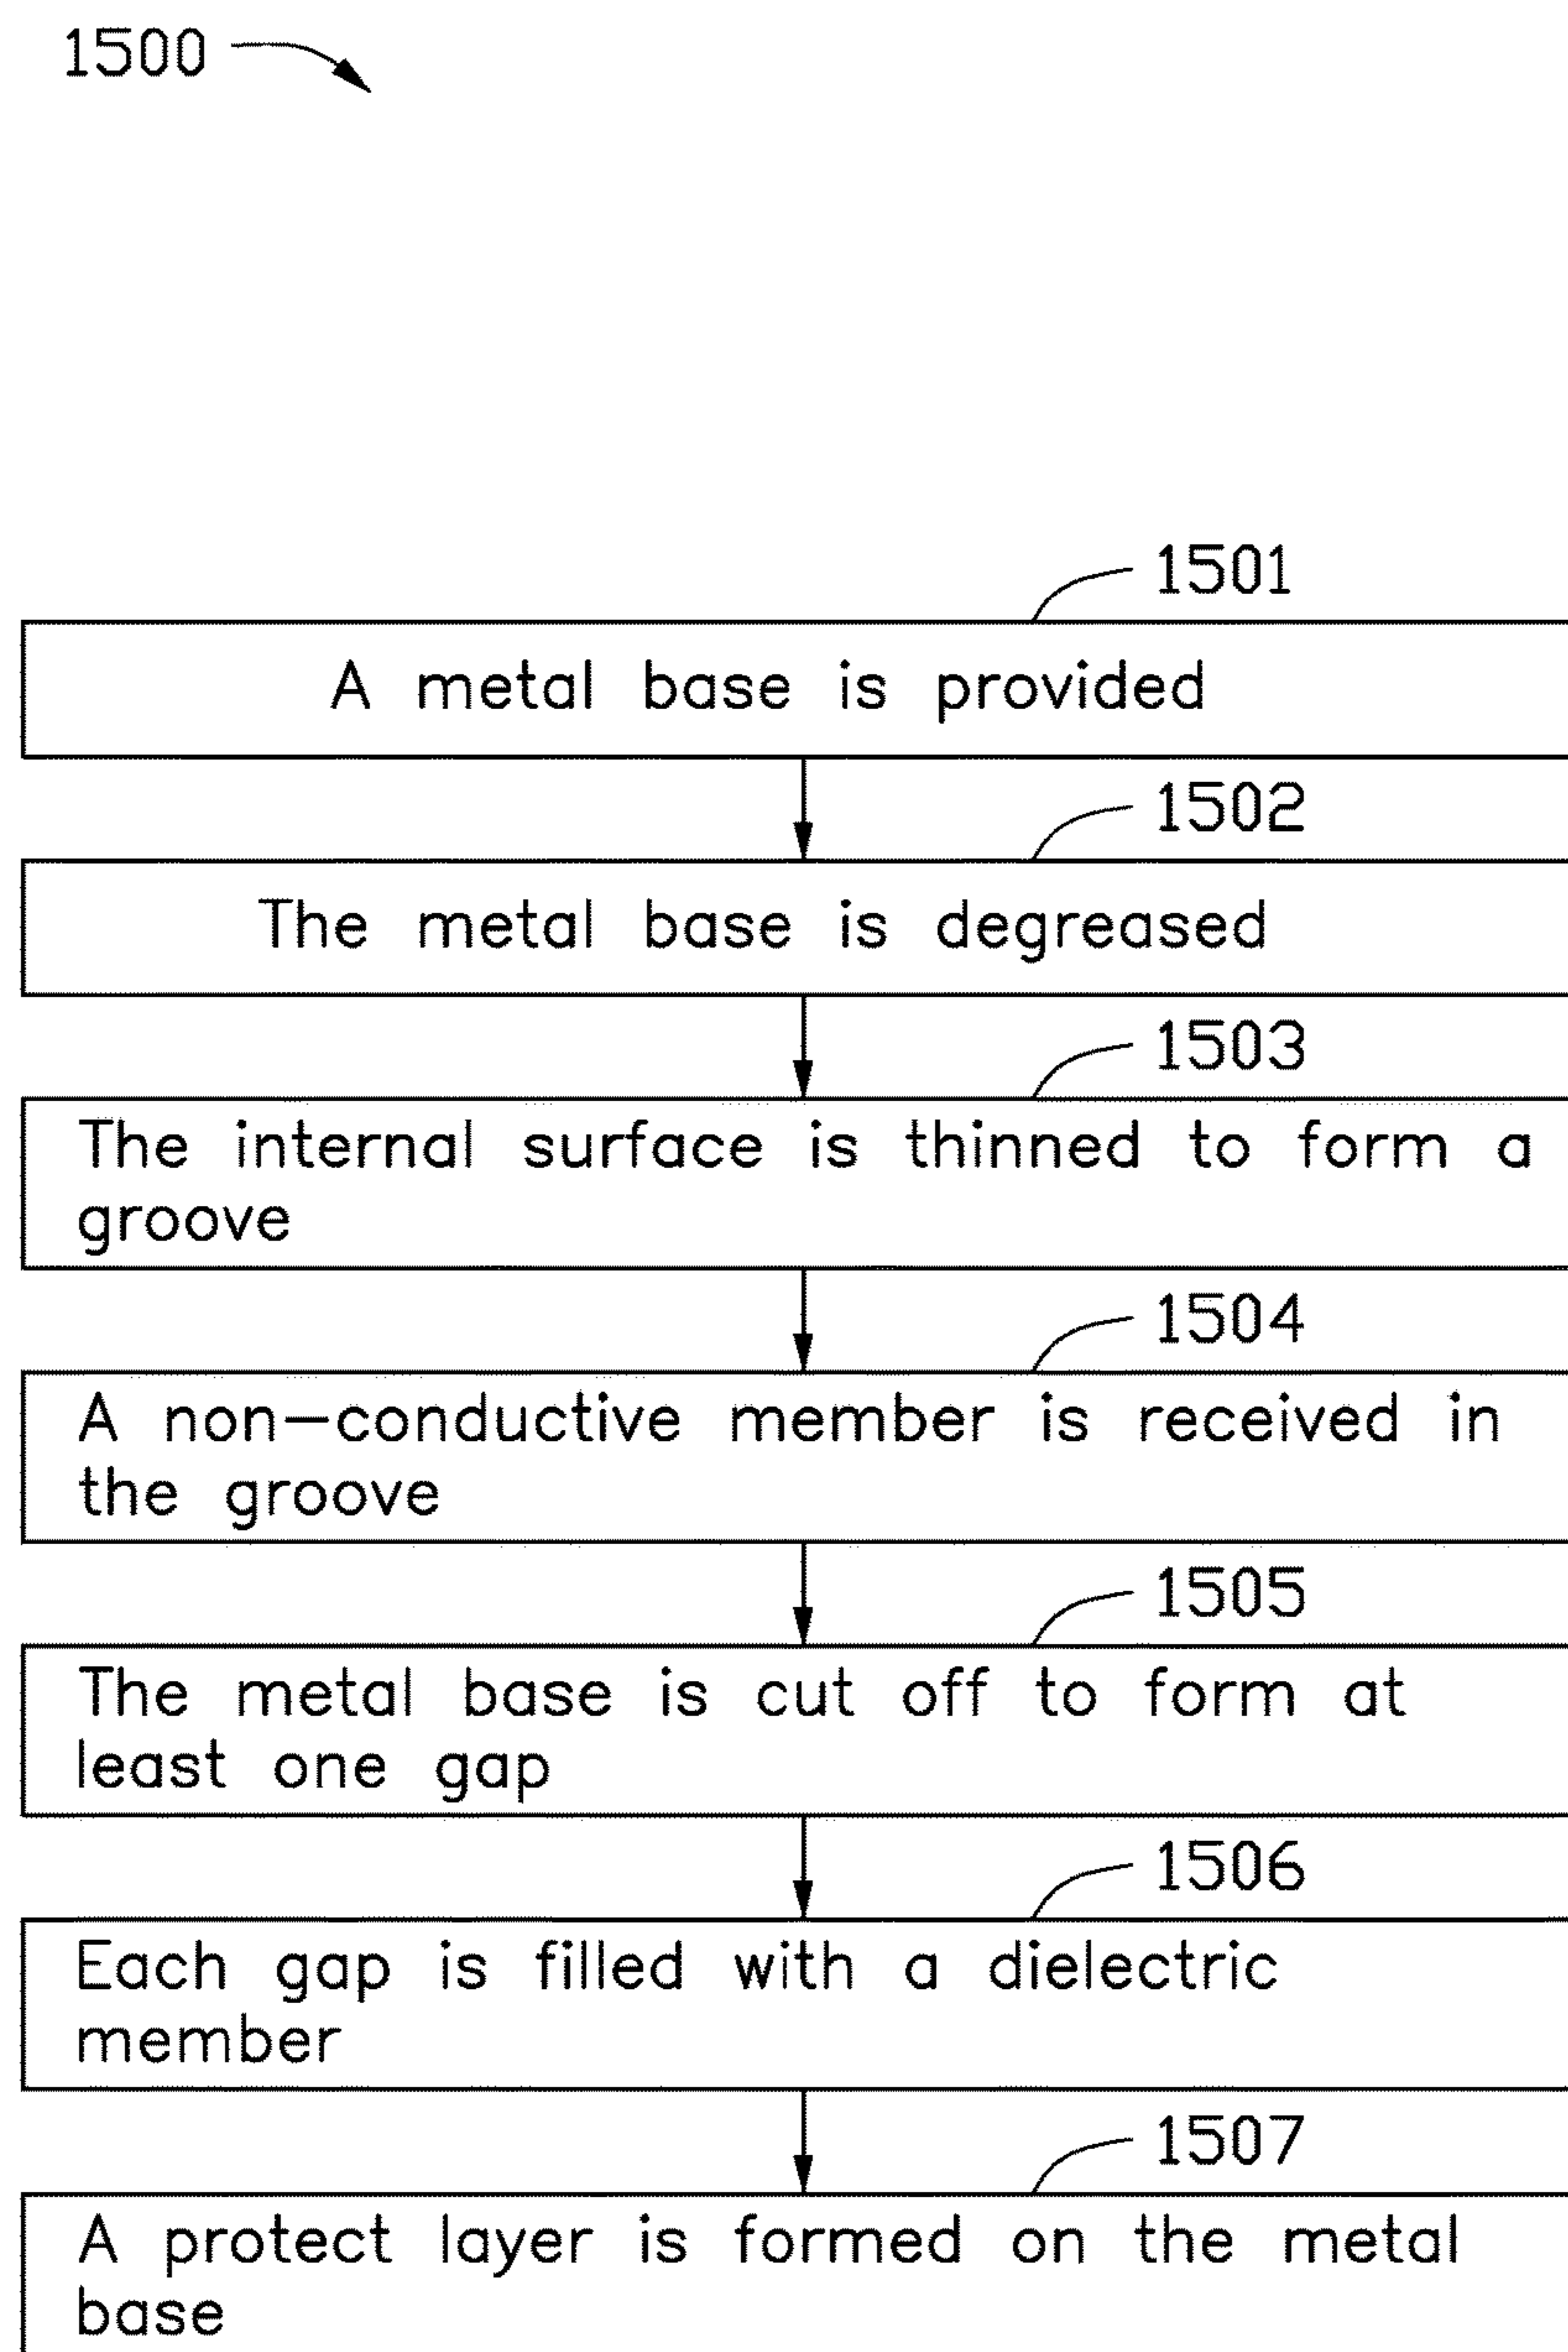 1500
1501
A metal base is provided
1502
The metal base is degreased
1503
The internal surface is thinned to form a
groove
1504
A non-conductive member is received in
the groove
1505
The metal base is cut off to form at
least one gap
1506
Each gap is filled with a dielectric
member
1507
A protect layer is formed on the metal
base